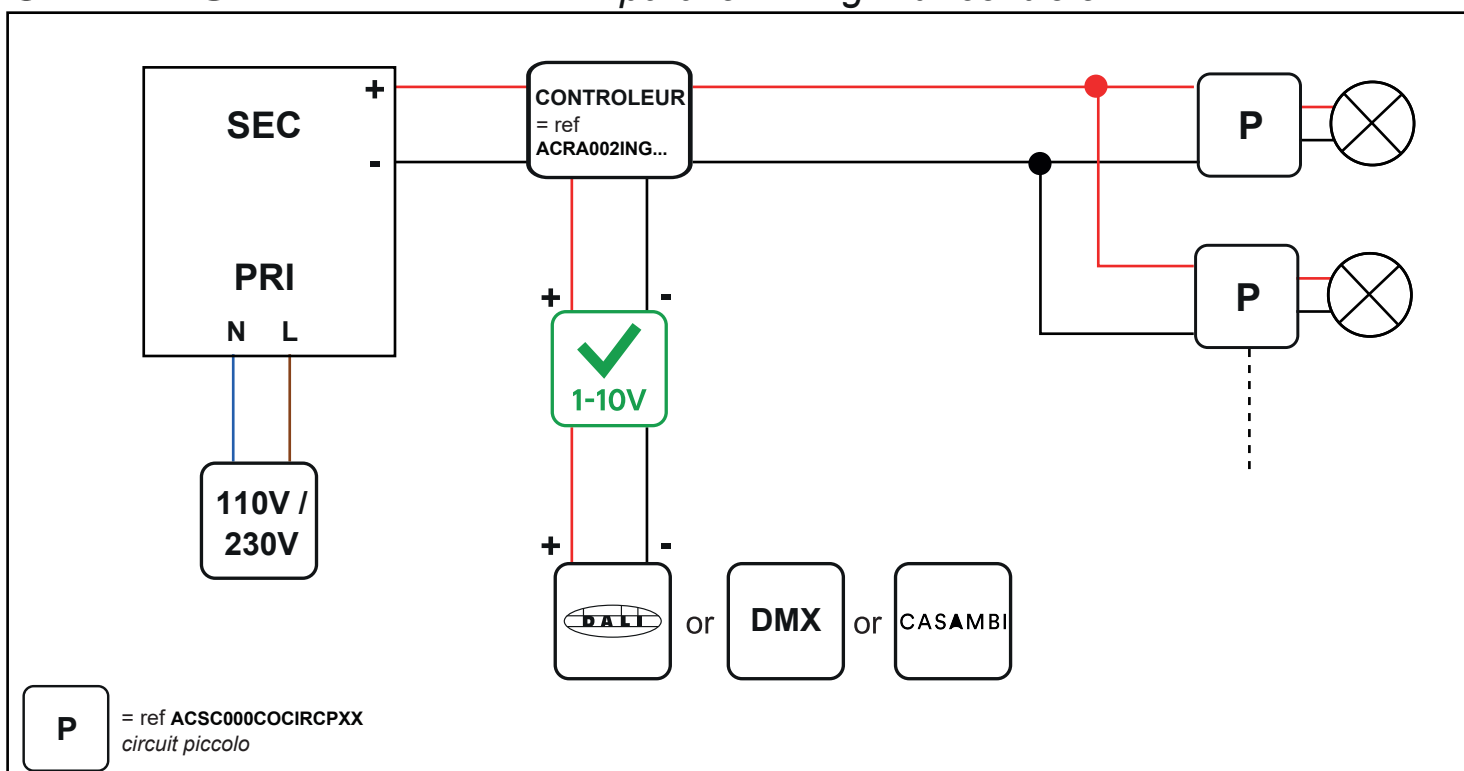 SEC
+
-
PRI
N L
110V /
230V
CONTROLEUR
= ref
ACRA002ING...
+ -
1-10V
+ -
DALI or DMX or CASAMBI
P
P
P
= ref ACSC000COCIRCPXX
circuit piccolo